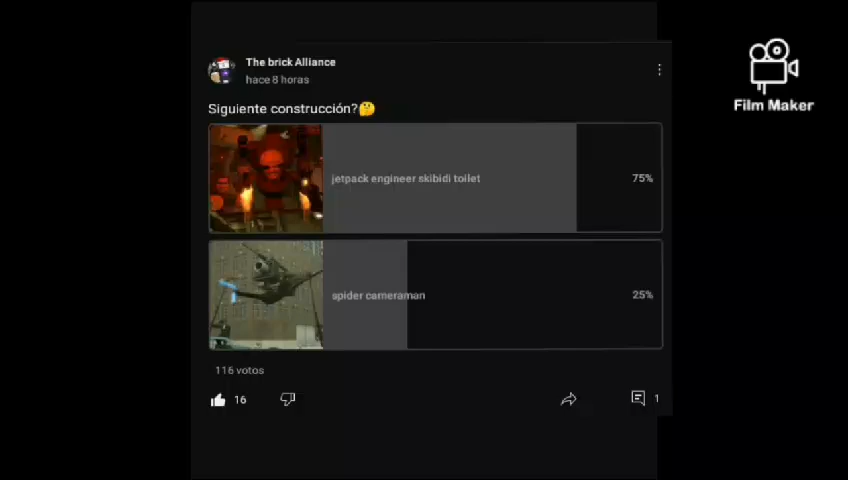 The brick Alliance
hace 8 horas
Film Maker
Siguiente construcción?🤔
jetpack engineer skibidi toilet
75%
spider cameraman
25%
116 votos
16
1